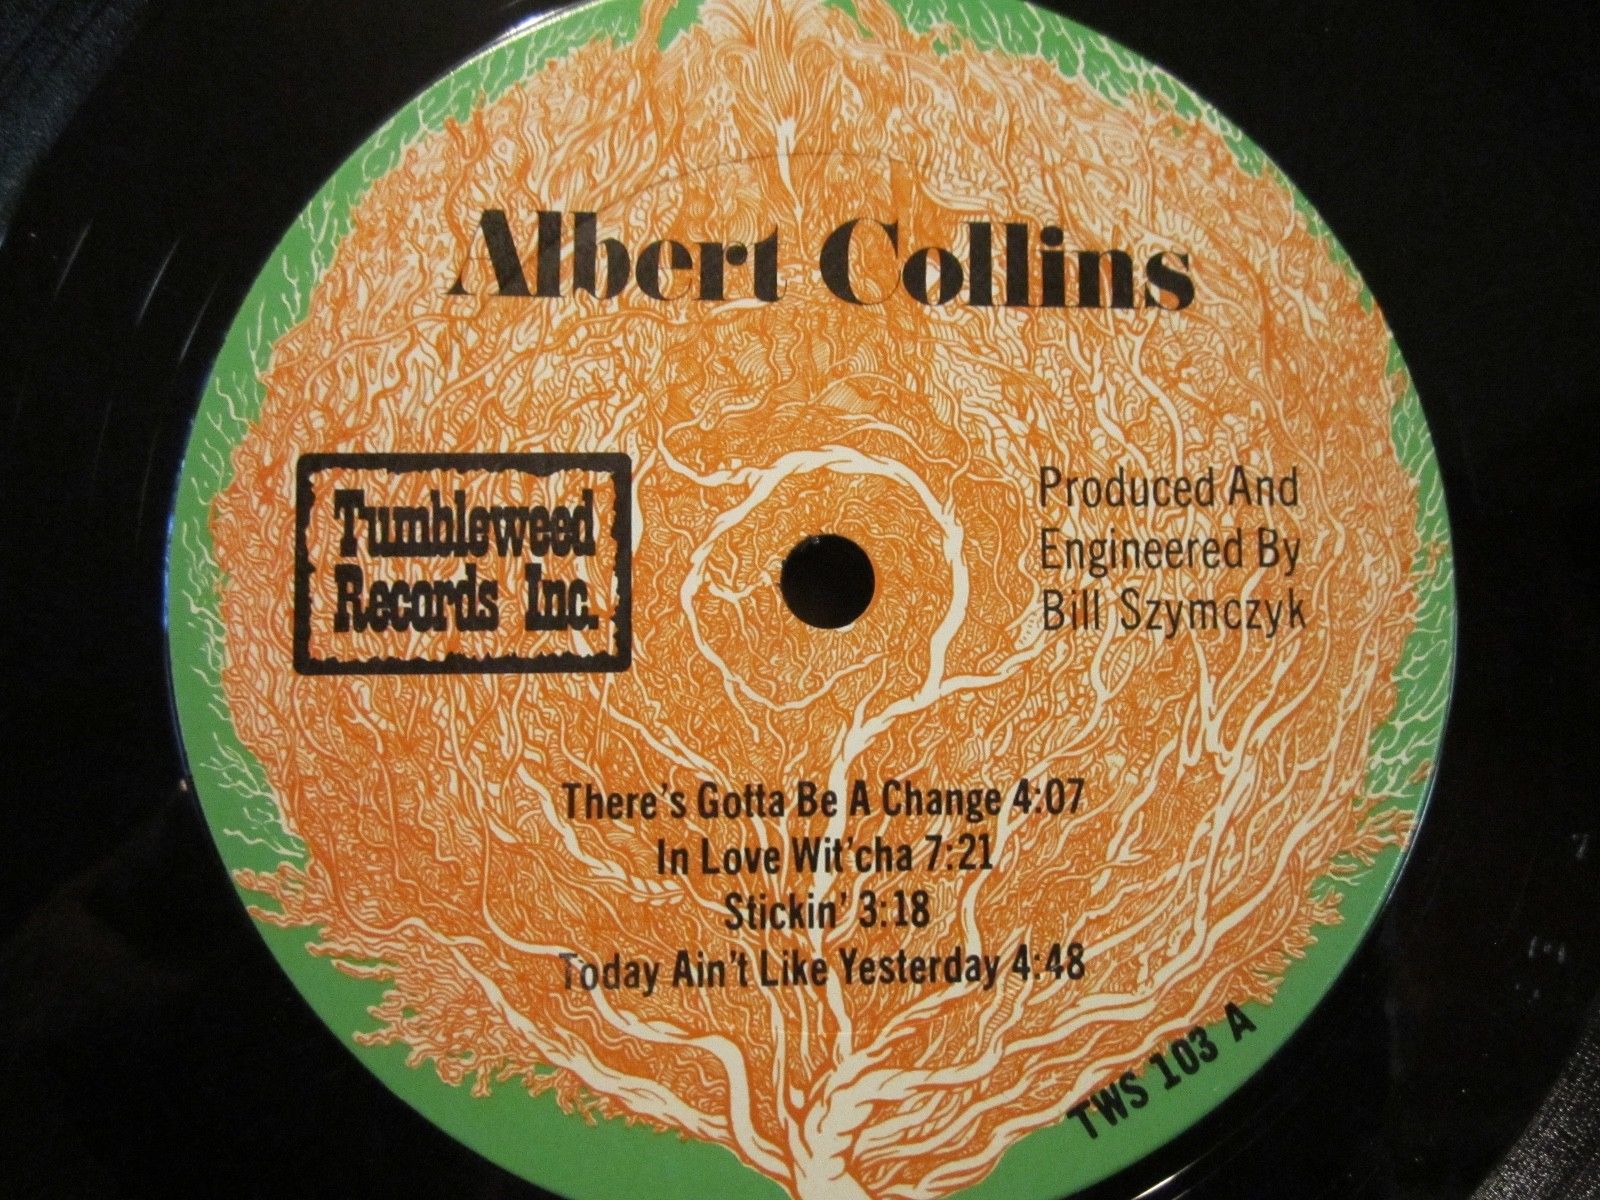 Albert Collins
Tumbleweed
Records Inc.
Produced And
Engineered By
Bill Szymczyk
There's Gotta Be A Change 4:07
In Love Wit'cha 7:21
Stickin' 3:18
Today Ain't Like Yesterday 4:48
TWS 103 A